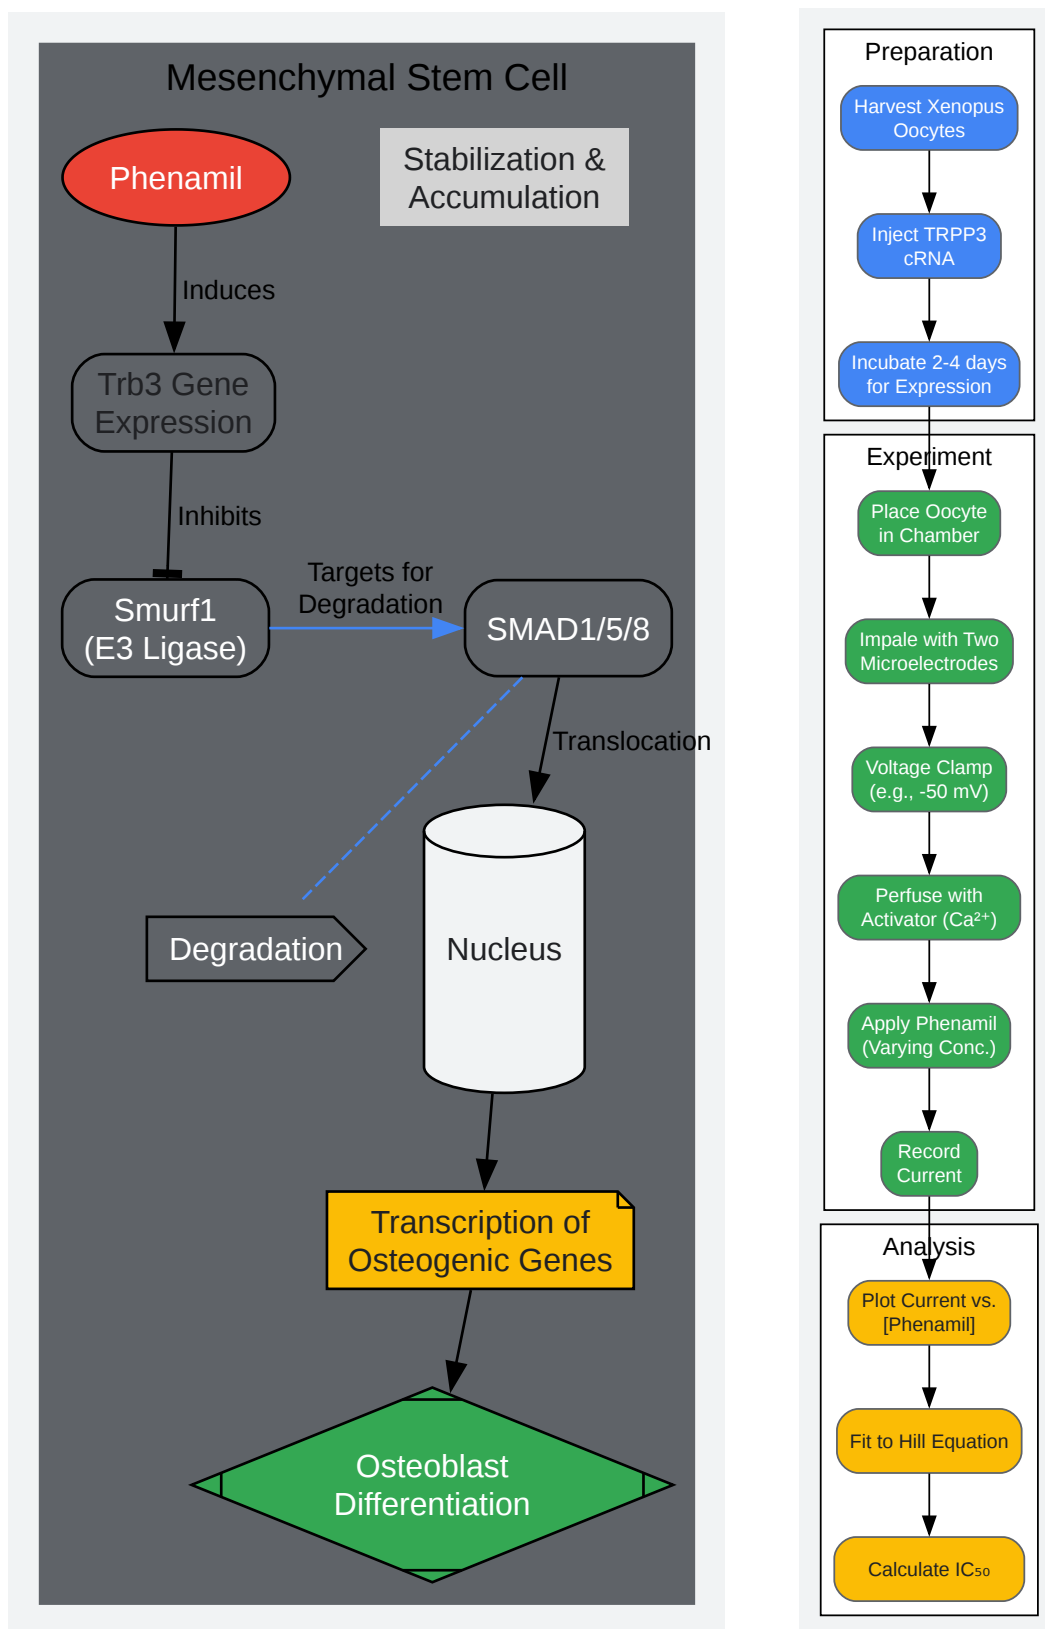 Mesenchymal Stem Cell
Phenamil
Stabilization &
Accumulation
Induces
Trb3 Gene
Expression
Inhibits
Smurf1
(E3 Ligase)
Targets for
Degradation
SMAD1/5/8
Translocation
Degradation
Nucleus
Transcription of
Osteogenic Genes
Osteoblast
Differentiation
Preparation
Harvest Xenopus
Oocytes
Inject TRPP3
cRNA
Incubate 2-4 days
for Expression
Experiment
Place Oocyte
in Chamber
Impale with Two
Microelectrodes
Voltage Clamp
(e.g., -50 mV)
Perfuse with
Activator (Ca²⁺)
Apply Phenamil
(Varying Conc.)
Record
Current
Analysis
Plot Current vs.
[Phenamil]
Fit to Hill Equation
Calculate IC₅₀